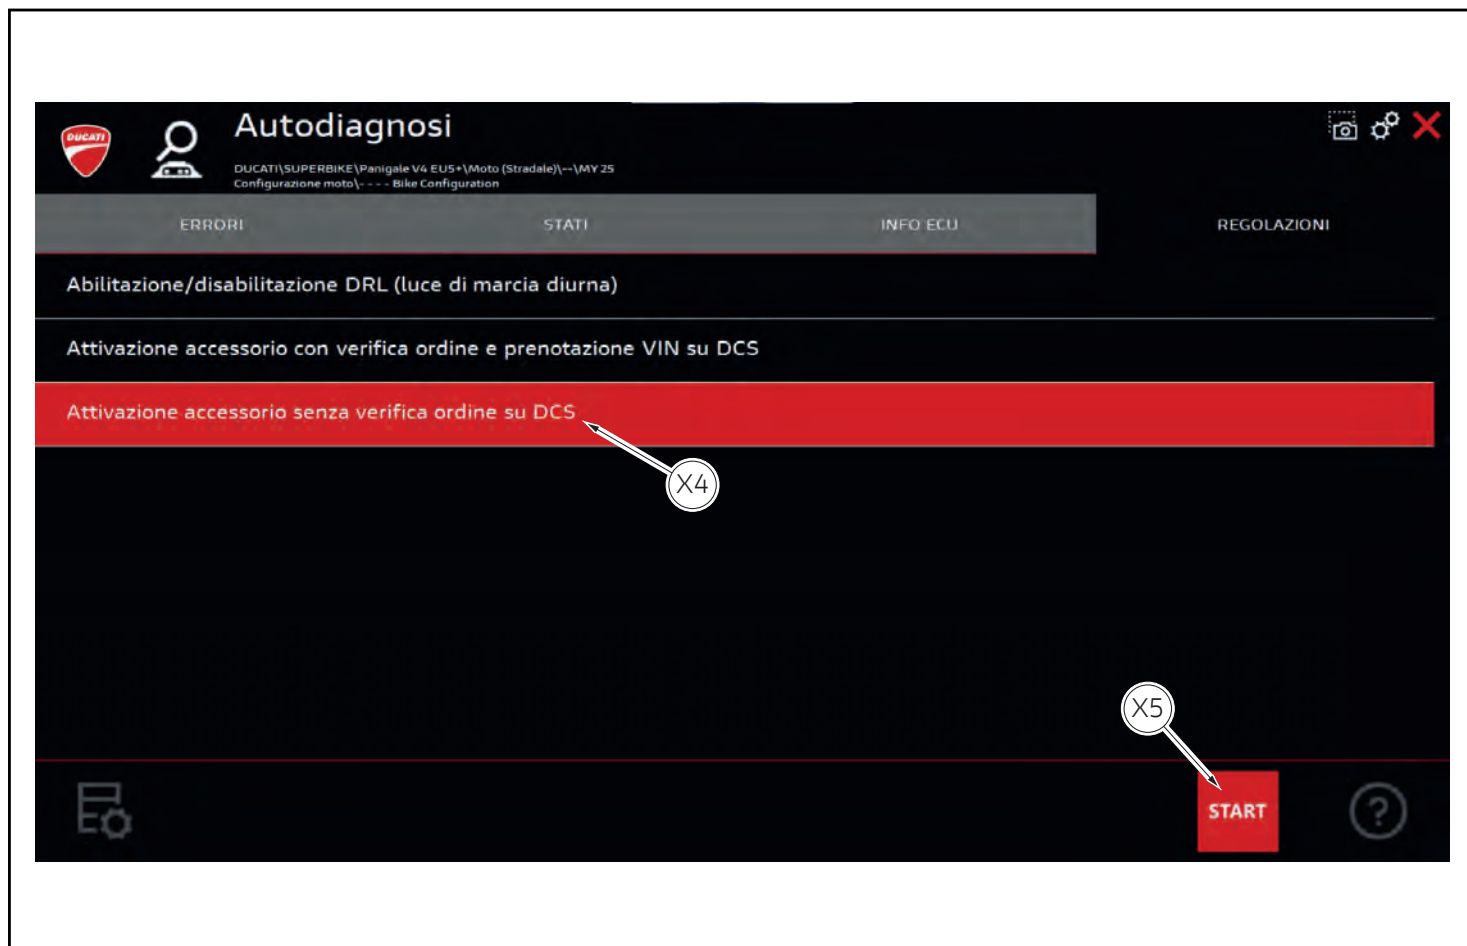 DUCATI
Autodiagnosi
DUCATI\SUPERBIKE\Panigale V4 EU5+\Moto (Stradale)\--\MY 25
Configurazione moto\- - - - Bike Configuration
ERRORI STATI INFO ECU REGOLAZIONI
Abilitazione/disabilitazione DRL (luce di marcia diurna)
Attivazione accessorio con verifica ordine e prenotazione VIN su DCS
Attivazione accessorio senza verifica ordine su DCS
X4
X5
START
?